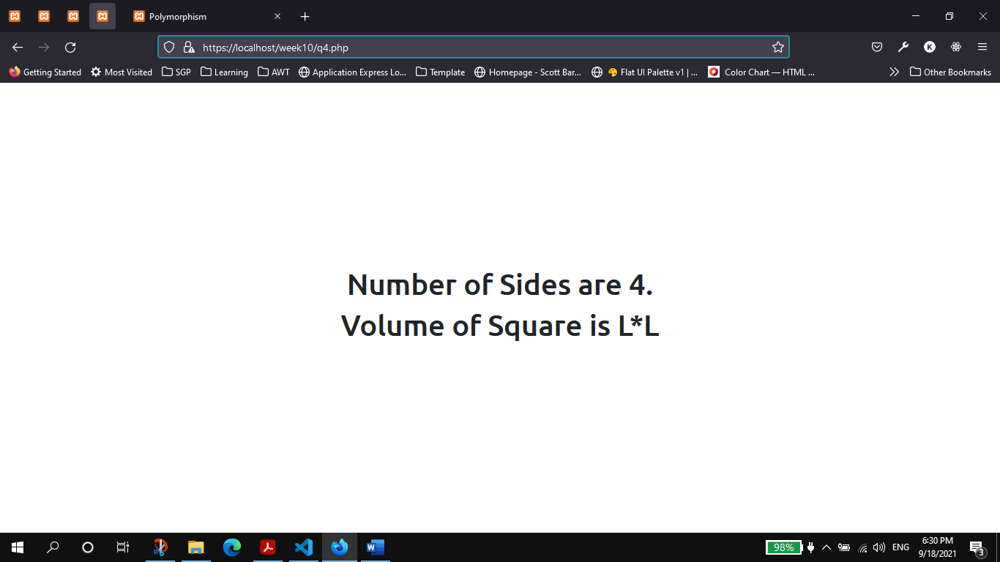 Polymorphism
https://localhost/week10/q4.php
K
Getting Started
Most Visited
SGP
Learning
AWT
Application Express Lo...
Template
Homepage - Scott Bar...
Flat UI Palette v1 | ...
Color Chart — HTML ...
Other Bookmarks
Number of Sides are 4.
Volume of Square is L*L
98%
ENG
6:30 PM
9/18/2021
3